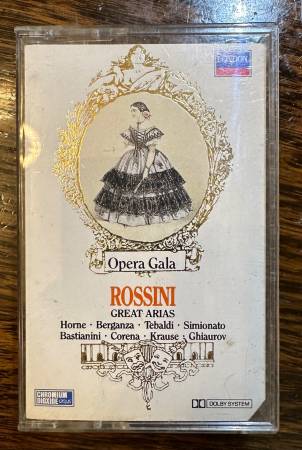 LONDON
Opera Gala
ROSSINI
GREAT ARIAS
Horne · Berganza · Tebaldi · Simionato
Bastianini · Corena · Krause · Ghiaurov
CHROMIUM
DIOXIDE
DOLBY SYSTEM